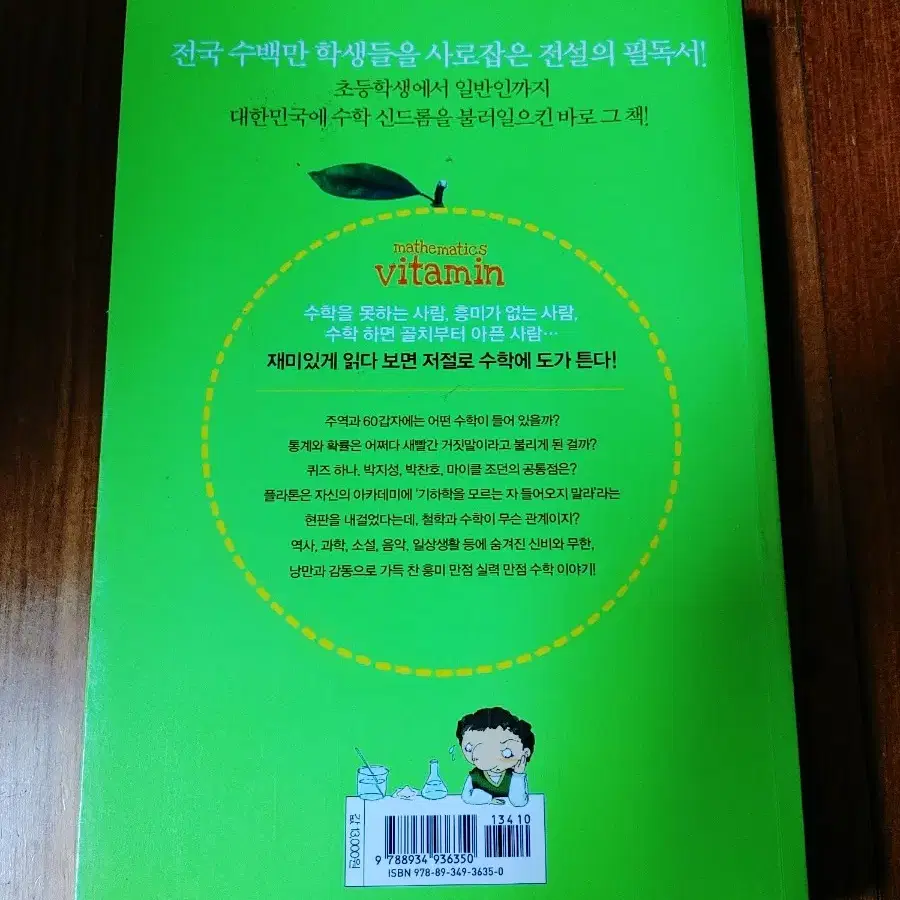 전국 수백만 학생들을 사로잡은 전설의 필독서!
초등학생에서 일반인까지
대한민국에 수학 신드롬을 불러일으킨 바로 그 책!
mathematics
vitamin
수학을 못하는 사람, 흥미가 없는 사람,
수학 하면 골치부터 아픈 사람…
재미있게 읽다 보면 저절로 수학에 도가 튼다!
주역과 60갑자에는 어떤 수학이 들어 있을까?
통계와 확률은 어쩌다 새빨간 거짓말이라고 불리게 된 걸까?
퀴즈 하나. 박지성, 박찬호, 마이클 조던의 공통점은?
플라톤은 자신의 아카데미에 '기하학을 모르는 자 들어오지 말라'라는
현판을 내걸었다는데, 철학과 수학이 무슨 관계이지?
역사, 과학, 소설, 음악, 일상생활 등에 숨겨진 신비와 무한,
낭만과 감동으로 가득 찬 흥미 만점 실력 만점 수학 이야기!
값 13,000원
13410
9 788934 936350
ISBN 978-89-349-3635-0